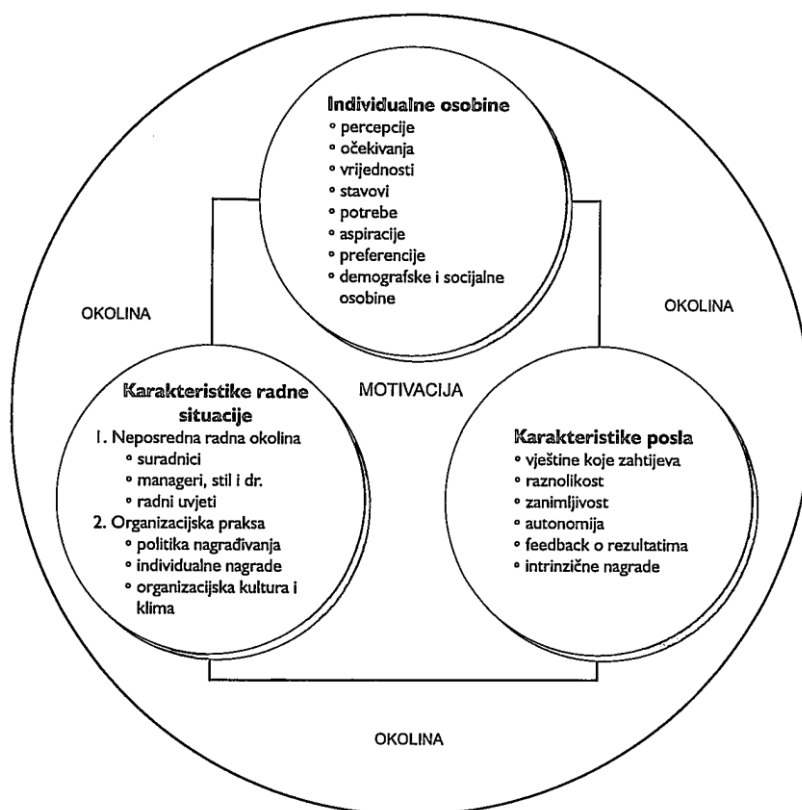 Individualne osobine
° percepcije
° očekivanja
° vrijednosti
° stavovi
° potrebe
° aspiracije
° preferencije
° demografske i socijalne
osobine
OKOLINA
OKOLINA
MOTIVACIJA
Karakteristike radne
situacije
1. Neposredna radna okolina
° suradnici
° manageri, stil i dr.
° radni uvjeti
2. Organizacijska praksa
° politika nagrađivanja
° individualne nagrade
° organizacijska kultura i
klima
Karakteristike posla
° vještine koje zahtijeva
° raznolikost
° zanimljivost
° autonomija
° feedback o rezultatima
° intrinzične nagrade
OKOLINA